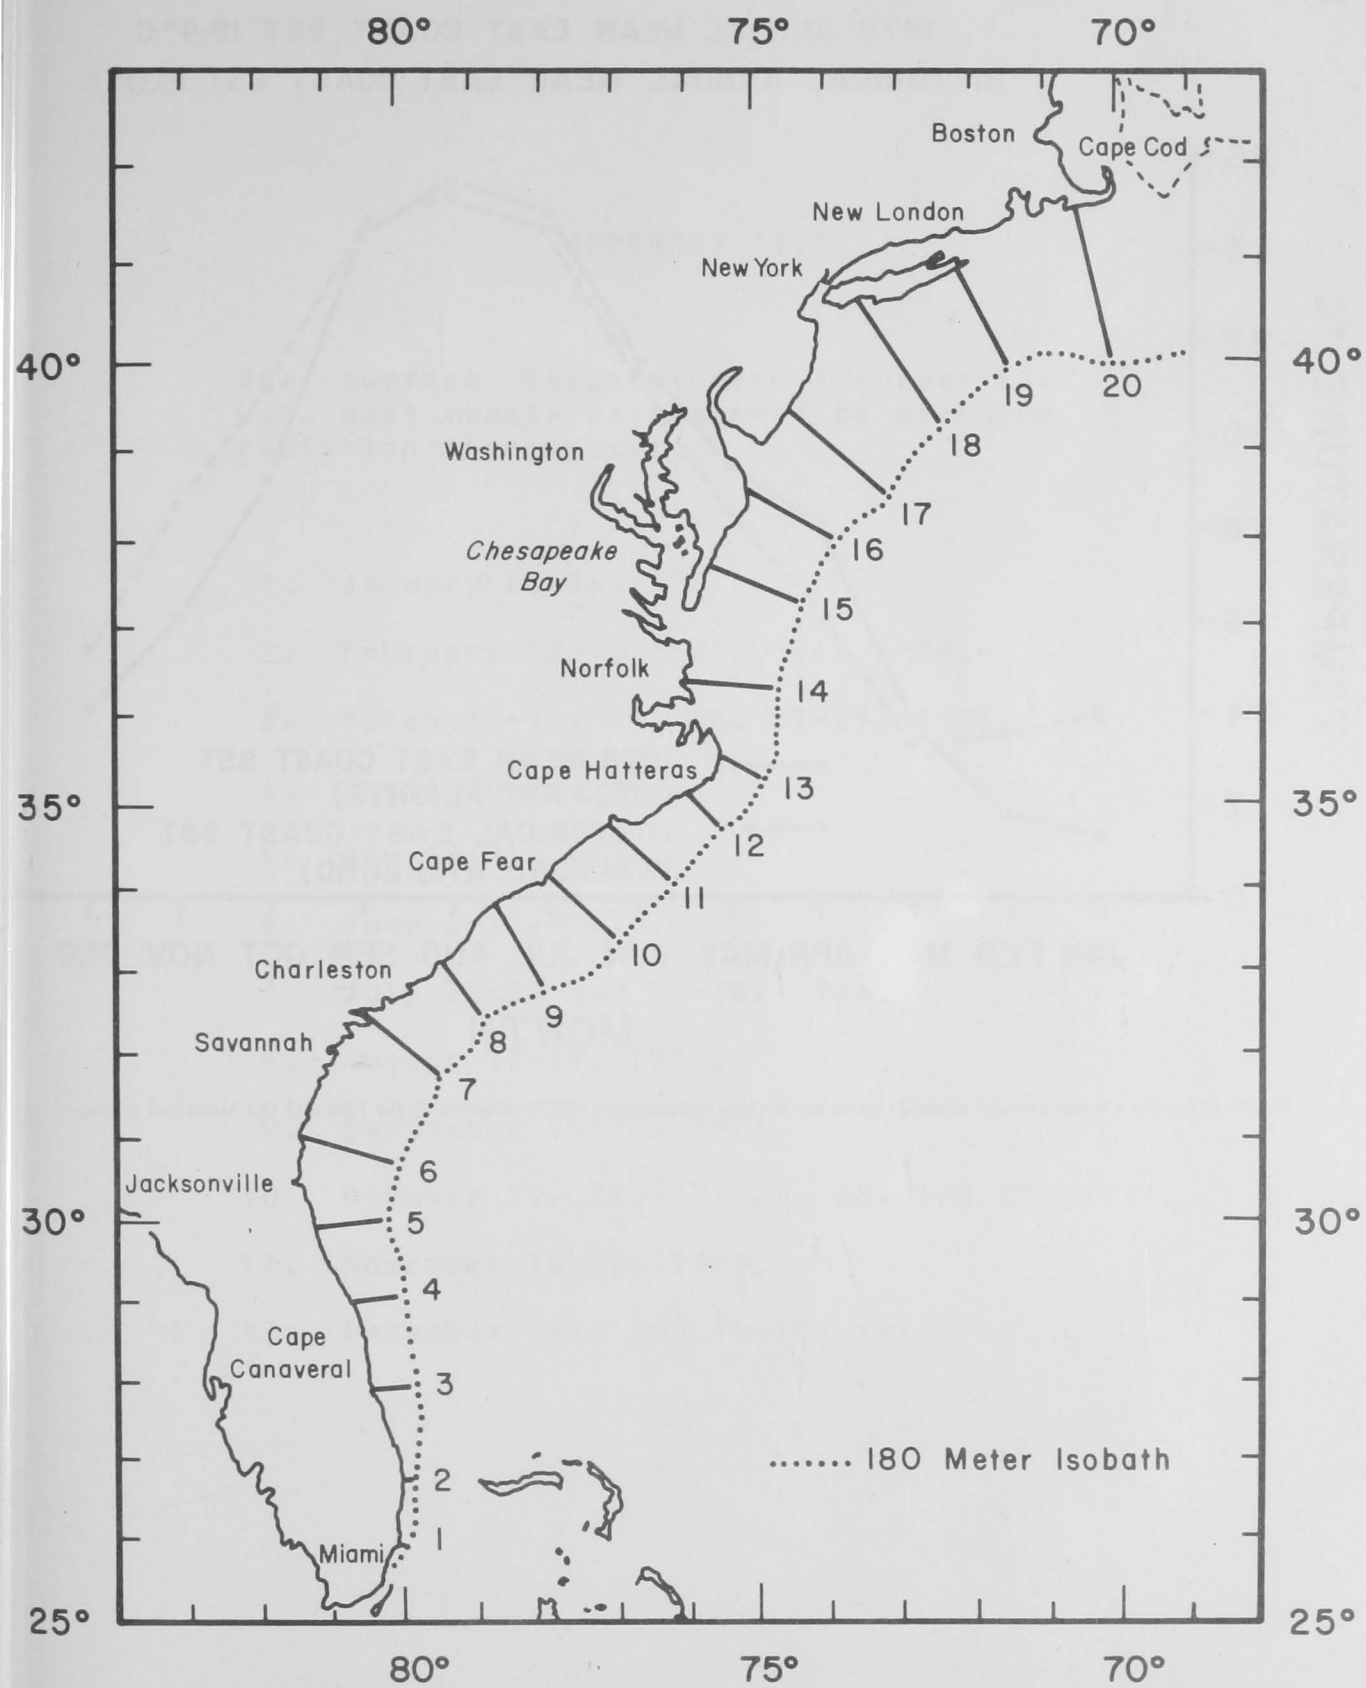 80° 75° 70°
Boston
Cape Cod
New London
New York
40° 40°
19 20
18
Washington
17
Chesapeake
Bay
16
15
Norfolk
14
Cape Hatteras
13
35° 35°
12
Cape Fear
11
10
Charleston
9
8
Savannah
7
6
Jacksonville
5
30° 30°
4
Cape
Canaveral
3
180 Meter Isobath
2
1
Miami
25° 25°
80° 75° 70°